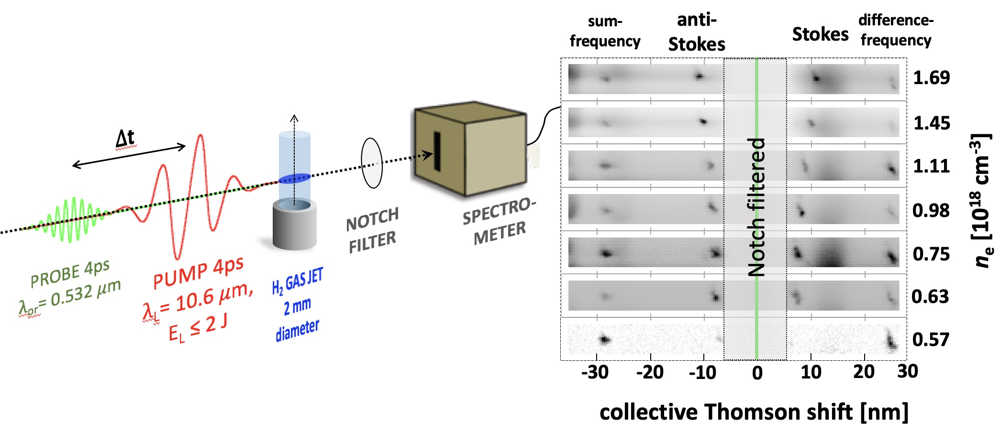 Δt
PROBE 4ps
λpr= 0.532 μm
PUMP 4ps
λL= 10.6 μm,
EL ≤ 2 J
H2 GAS JET
2 mm
diameter
NOTCH
FILTER
SPECTRO-
METER
sum-
frequency
anti-
Stokes
Stokes
difference-
frequency
Notch filtered
1.69
1.45
1.11
0.98
0.75
0.63
0.57
ne [10^18 cm^-3]
-30 -20 -10 0 10 20 30
collective Thomson shift [nm]